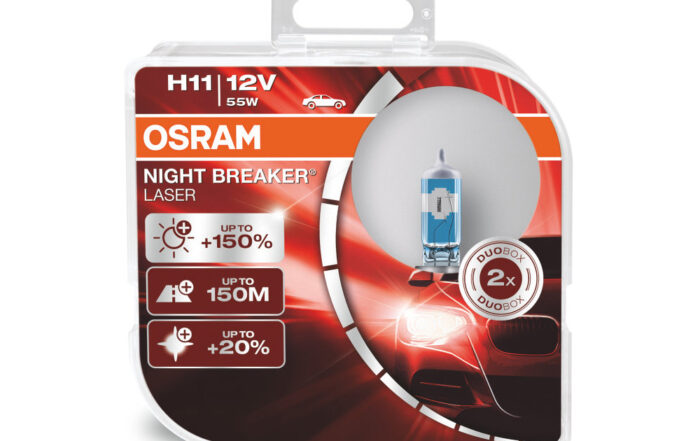 H11 12V
55W
OSRAM
NIGHT BREAKER®
LASER
UP TO
+150%
UP TO
150M
UP TO
+20%
DUOBOX
2x
DUOBOX